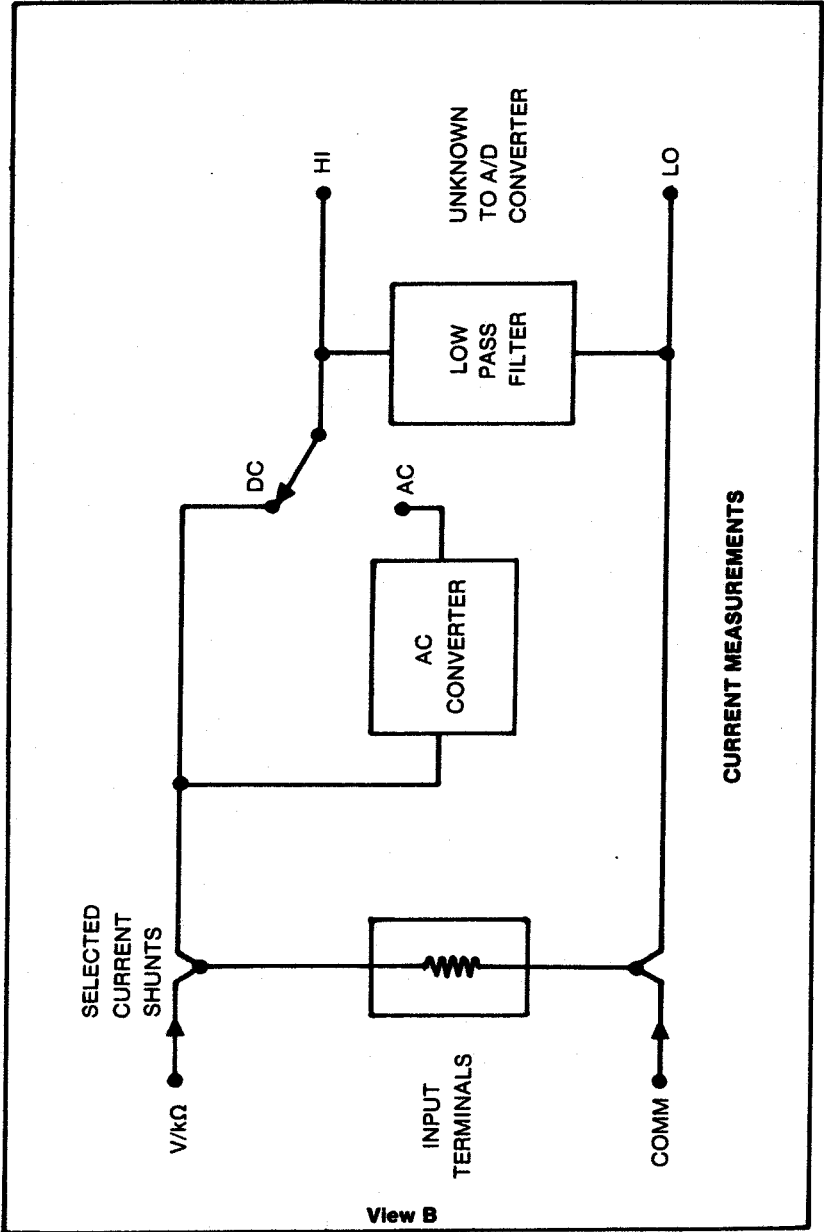 SELECTED
CURRENT
SHUNTS
V/kΩ
INPUT
TERMINALS
COMM
AC
CONVERTER
DC
AC
LOW
PASS
FILTER
HI
UNKNOWN
TO A/D
CONVERTER
LO
CURRENT MEASUREMENTS
View B